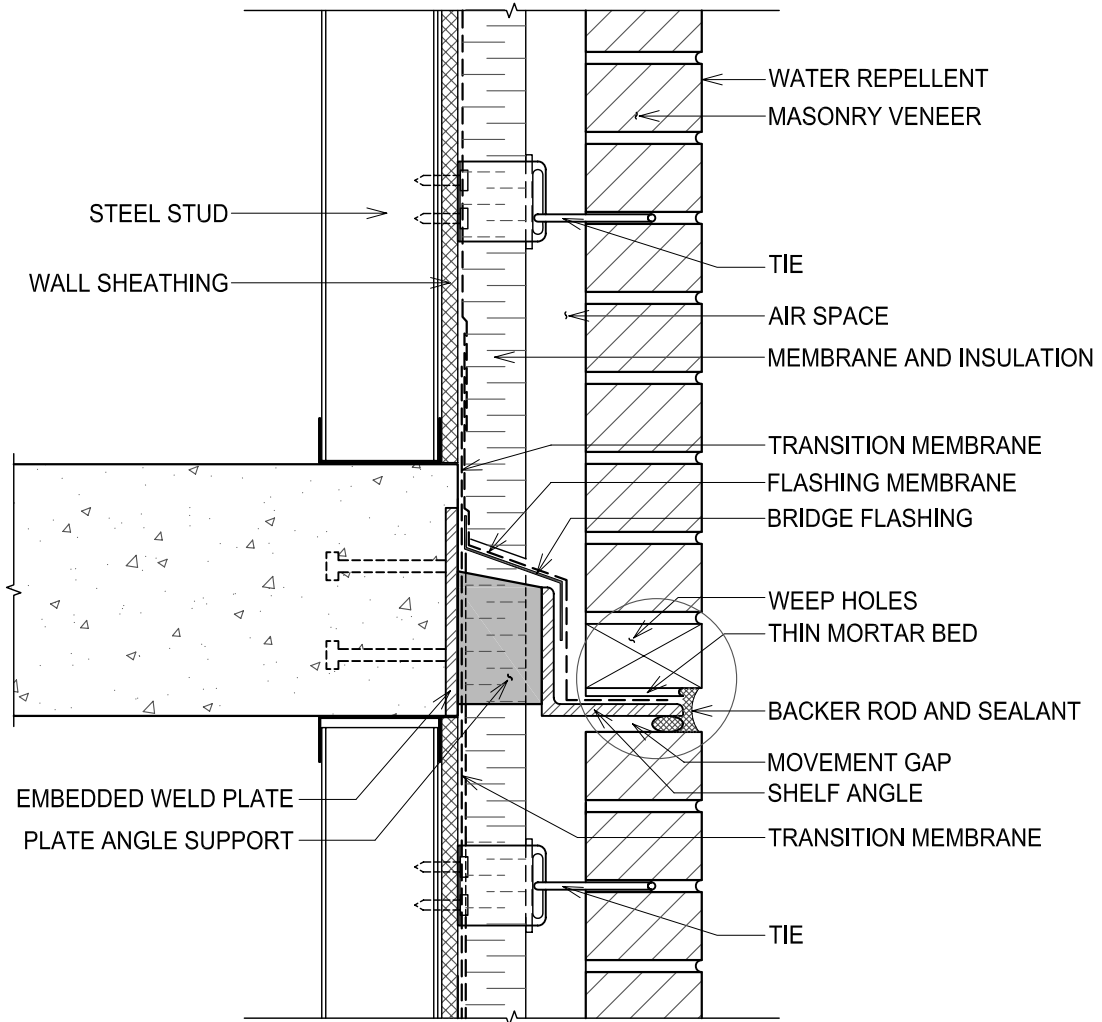 WATER REPELLENT
MASONRY VENEER
STEEL STUD
TIE
WALL SHEATHING
AIR SPACE
MEMBRANE AND INSULATION
TRANSITION MEMBRANE
FLASHING MEMBRANE
BRIDGE FLASHING
WEEP HOLES
THIN MORTAR BED
BACKER ROD AND SEALANT
MOVEMENT GAP
SHELF ANGLE
EMBEDDED WELD PLATE
PLATE ANGLE SUPPORT
TRANSITION MEMBRANE
TIE